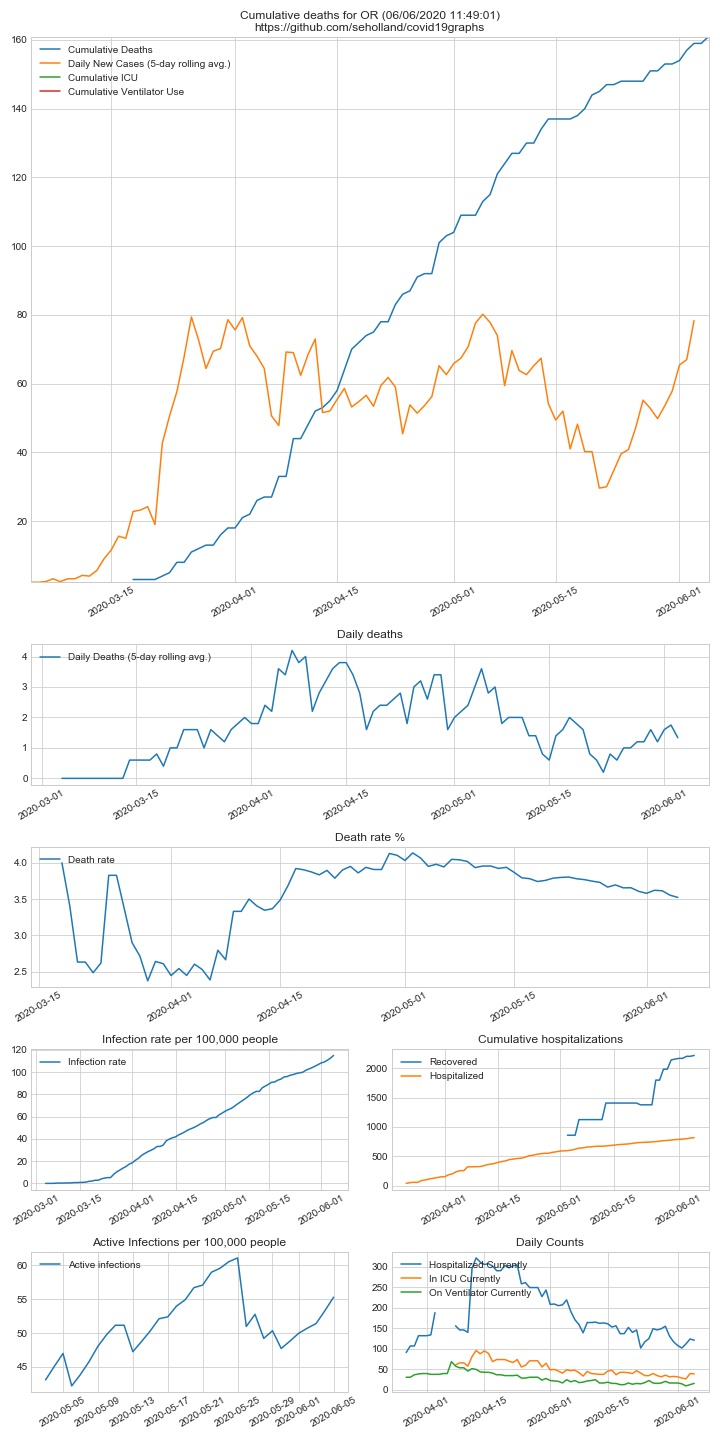 Cumulative deaths for OR (06/06/2020 11:49:01)
https://github.com/seholland/covid19graphs
Cumulative Deaths
Daily New Cases (5-day rolling avg.)
Cumulative ICU
Cumulative Ventilator Use
160
140
120
100
80
60
40
20
2020-03-15 2020-04-01 2020-04-15 2020-05-01 2020-05-15 2020-06-01
Daily deaths
Daily Deaths (5-day rolling avg.)
4
3
2
1
0
2020-03-01 2020-03-15 2020-04-01 2020-04-15 2020-05-01 2020-05-15 2020-06-01
Death rate %
Death rate
4.0
3.5
3.0
2.5
2020-03-15 2020-04-01 2020-04-15 2020-05-01 2020-05-15 2020-06-01
Infection rate per 100,000 people
Infection rate
120
100
80
60
40
20
0
2020-03-01 2020-03-15 2020-04-01 2020-04-15 2020-05-01 2020-05-15 2020-06-01
Cumulative hospitalizations
Recovered
Hospitalized
2000
1500
1000
500
0
2020-04-01 2020-04-15 2020-05-01 2020-05-15 2020-06-01
Active Infections per 100,000 people
Active infections
60
55
50
45
2020-05-05 2020-05-09 2020-05-13 2020-05-17 2020-05-21 2020-05-25 2020-05-29 2020-06-01 2020-06-05
Daily Counts
Hospitalized Currently
In ICU Currently
On Ventilator Currently
300
250
200
150
100
50
0
2020-04-01 2020-04-15 2020-05-01 2020-05-15 2020-06-01